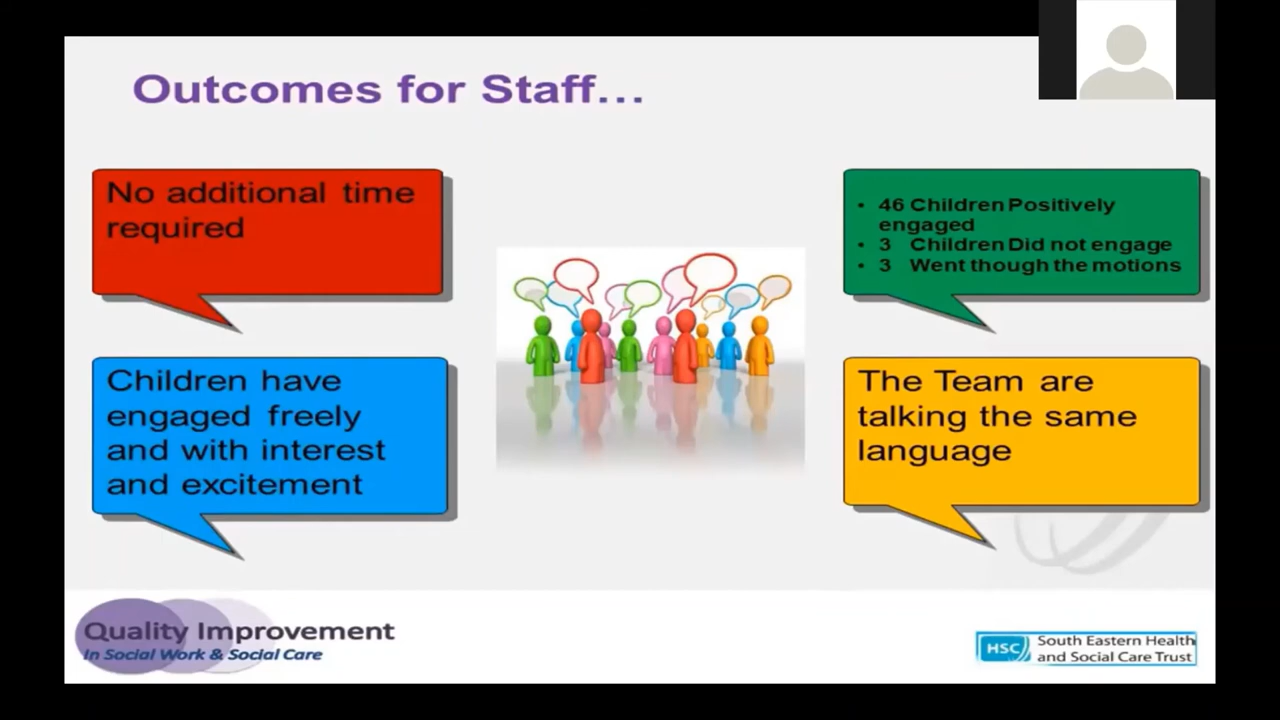 Outcomes for Staff...
No additional time
required
• 46 Children Positively
engaged
• 3 Children Did not engage
• 3 Went though the motions
Children have
engaged freely
and with interest
and excitement
The Team are
talking the same
language
Quality Improvement
In Social Work & Social Care
HSC South Eastern Health
and Social Care Trust